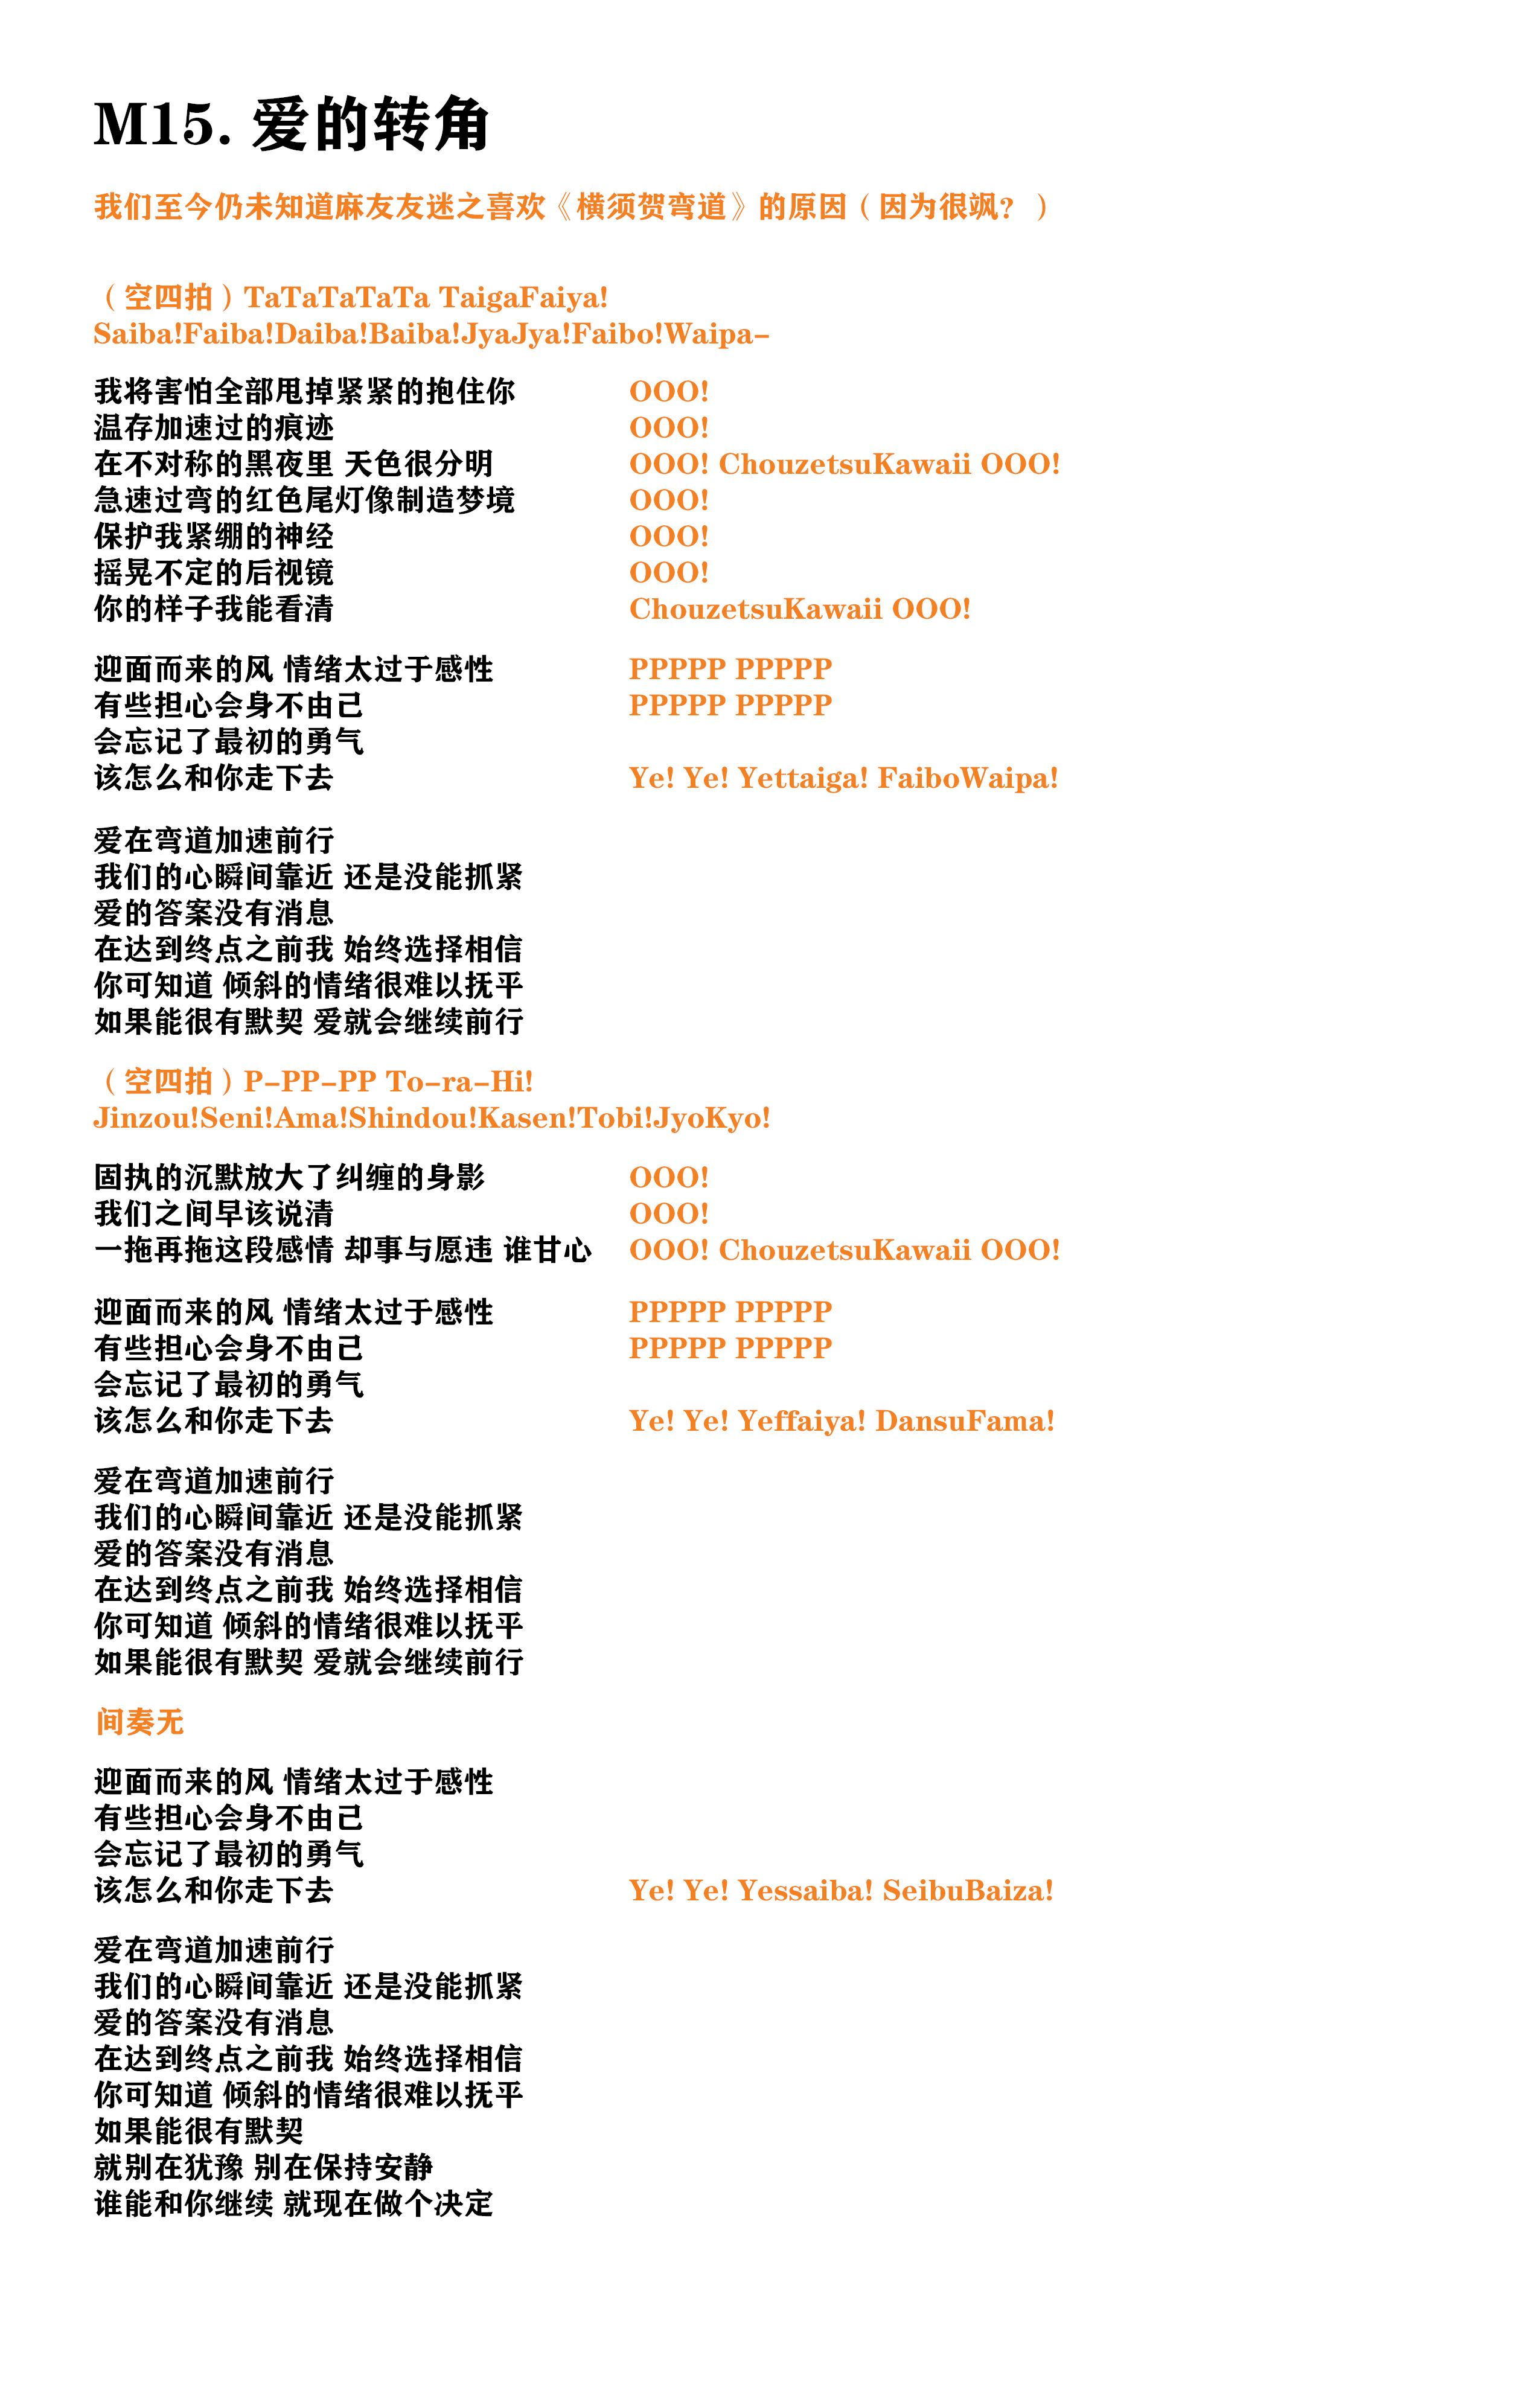 M15. 爱的转角
我们至今仍未知道麻友友迷之喜欢《横须贺弯道》的原因（因为很飒？）
（空四拍）TaTaTaTaTa TaigaFaiya!
Saiba!Faiba!Daiba!Baiba!JyaJya!Faibo!Waipa-
我将害怕全部甩掉紧紧的抱住你 OOO!
温存加速过的痕迹 OOO!
在不对称的黑夜里 天色很分明 OOO! ChouzetsuKawaii OOO!
急速过弯的红色尾灯像制造梦境 OOO!
保护我紧绷的神经 OOO!
摇晃不定的后视镜 OOO!
你的样子我能看清 ChouzetsuKawaii OOO!
迎面而来的风 情绪太过于感性 PPPPP PPPPP
有些担心会身不由己 PPPPP PPPPP
会忘记了最初的勇气
该怎么和你走下去 Ye! Ye! Yettaiga! FaiboWaipa!
爱在弯道加速前行
我们的心瞬间靠近 还是没能抓紧
爱的答案没有消息
在达到终点之前我 始终选择相信
你可知道 倾斜的情绪很难以抚平
如果能很有默契 爱就会继续前行
（空四拍）P-PP-PP To-ra-Hi!
Jinzou!Seni!Ama!Shindou!Kasen!Tobi!JyoKyo!
固执的沉默放大了纠缠的身影 OOO!
我们之间早该说清 OOO!
一拖再拖这段感情 却事与愿违 谁甘心 OOO! ChouzetsuKawaii OOO!
迎面而来的风 情绪太过于感性 PPPPP PPPPP
有些担心会身不由己 PPPPP PPPPP
会忘记了最初的勇气
该怎么和你走下去 Ye! Ye! Yeffaiya! DansuFama!
爱在弯道加速前行
我们的心瞬间靠近 还是没能抓紧
爱的答案没有消息
在达到终点之前我 始终选择相信
你可知道 倾斜的情绪很难以抚平
如果能很有默契 爱就会继续前行
间奏无
迎面而来的风 情绪太过于感性
有些担心会身不由己
会忘记了最初的勇气
该怎么和你走下去 Ye! Ye! Yessaiba! SeibuBaiza!
爱在弯道加速前行
我们的心瞬间靠近 还是没能抓紧
爱的答案没有消息
在达到终点之前我 始终选择相信
你可知道 倾斜的情绪很难以抚平
如果能很有默契
就别在犹豫 别在保持安静
谁能和你继续 就现在做个决定